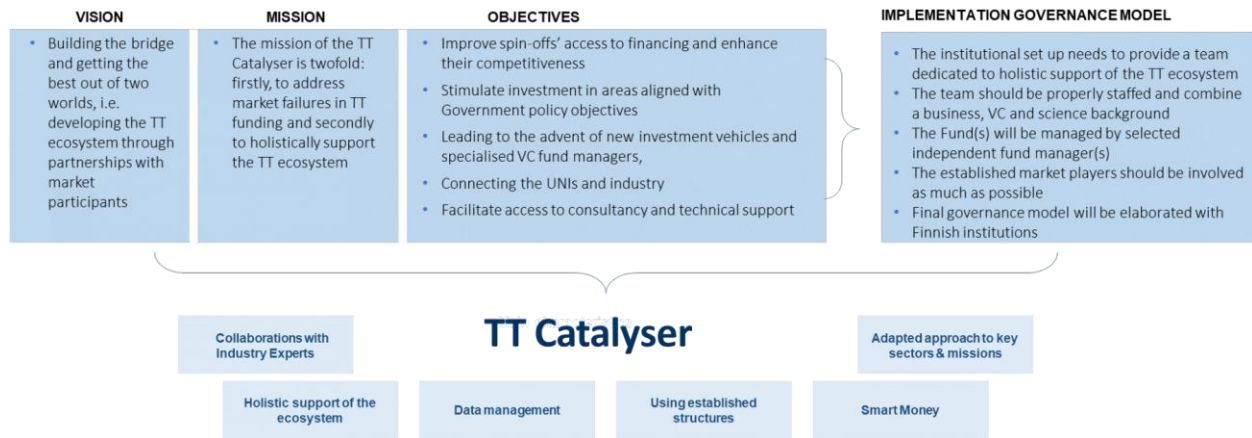 VISION
• Building the bridge
and getting the
best out of two
worlds, i.e.
developing the TT
ecosystem through
partnerships with
market
participants
MISSION
• The mission of the TT
Catalyser is twofold:
firstly, to address
market failures in TT
funding and secondly
to holistically support
the TT ecosystem
OBJECTIVES
• Improve spin-offs' access to financing and enhance
their competitiveness
• Stimulate investment in areas aligned with
Government policy objectives
• Leading to the advent of new investment vehicles and
specialised VC fund managers,
• Connecting the UNIs and industry
• Facilitate access to consultancy and technical support
IMPLEMENTATION GOVERNANCE MODEL
• The institutional set up needs to provide a team
dedicated to holistic support of the TT ecosystem
• The team should be properly staffed and combine
a business, VC and science background
• The Fund(s) will be managed by selected
independent fund manager(s)
• The established market players should be involved
as much as possible
• Final governance model will be elaborated with
Finnish institutions
TT Catalyser
Collaborations with
Industry Experts
Adapted approach to key
sectors & missions
Holistic support of the
ecosystem
Data management
Using established
structures
Smart Money